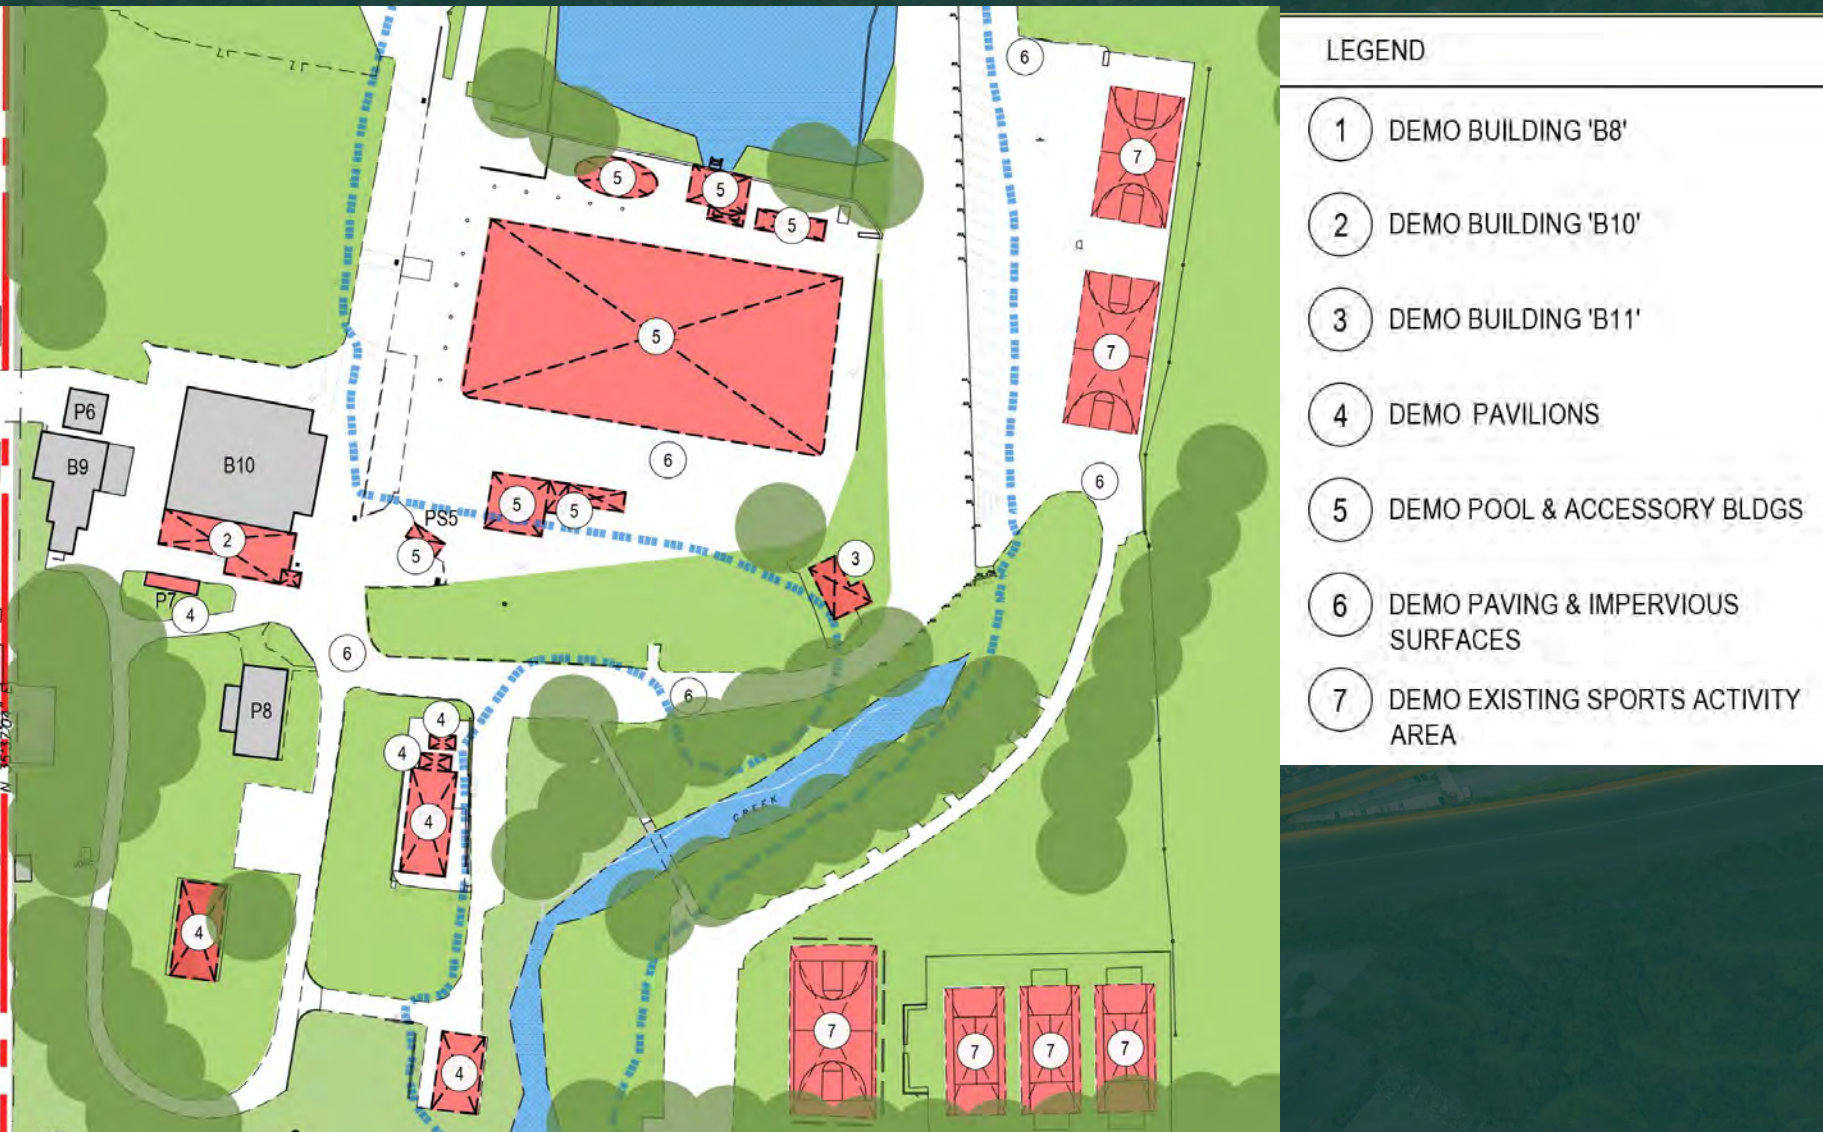 6
7
5
5
5
7
5
7
6
P6
B9
B10
6
5
5
PS5
5
2
3
P7
4
6
6
P8
4
4
4
CREEK
4
7
7
7
7
4
LEGEND
1 DEMO BUILDING 'B8'
2 DEMO BUILDING 'B10'
3 DEMO BUILDING 'B11'
4 DEMO PAVILIONS
5 DEMO POOL & ACCESSORY BLDGS
6 DEMO PAVING & IMPERVIOUS
SURFACES
7 DEMO EXISTING SPORTS ACTIVITY
AREA